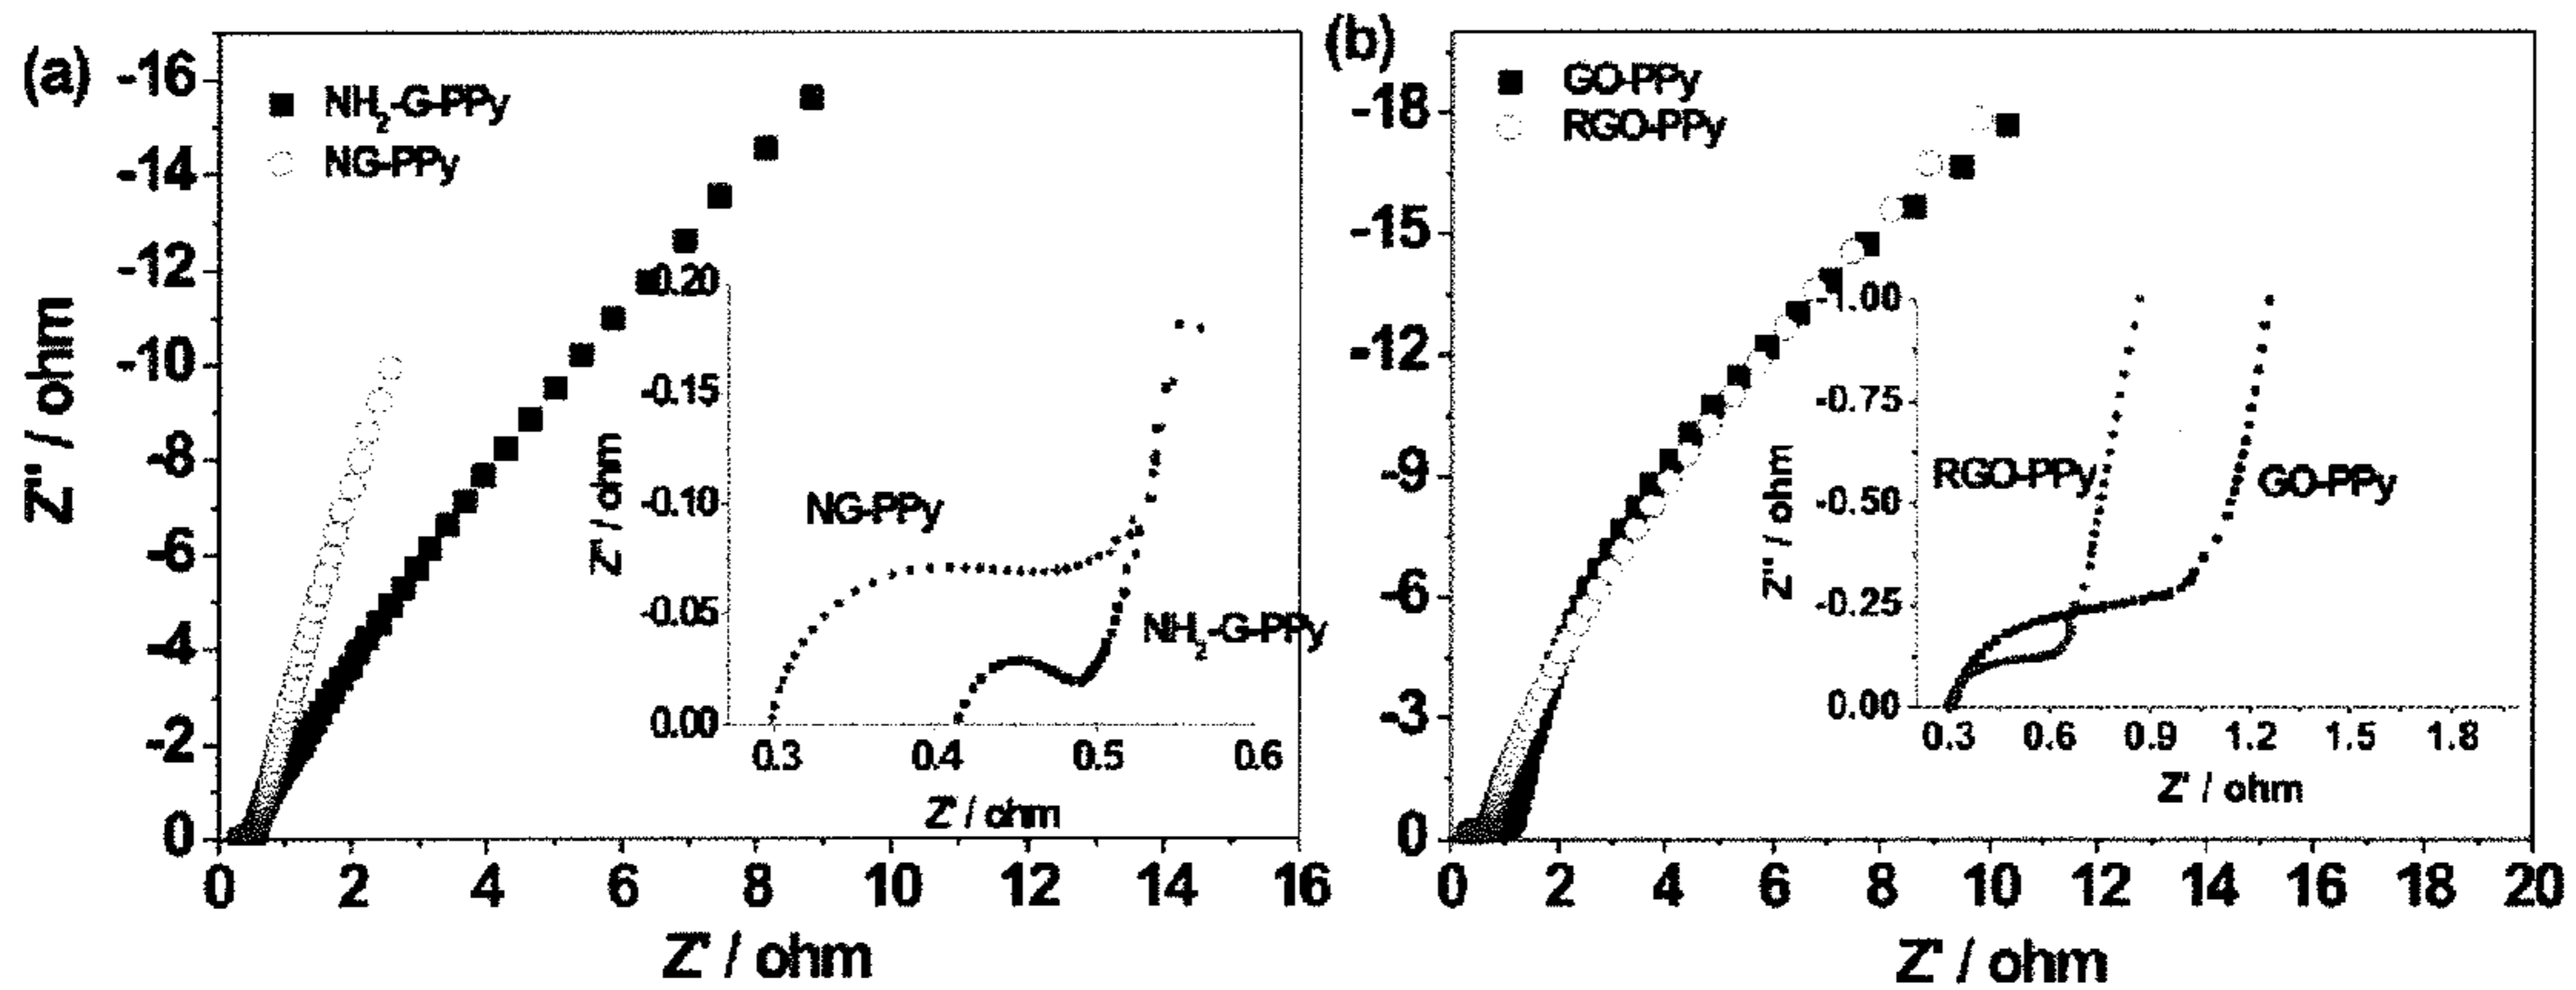 (a)
NH2-G-PPy
NG-PPy
-16
-14
-12
-10
-8
-6
-4
-2
0
0 2 4 6 8 10 12 14 16
Z'' / ohm
Z' / ohm
0.20
-0.15
-0.10
-0.05
0.00
0.3 0.4 0.5 0.6
Z'' / ohm
Z' / ohm
NG-PPy
NH2-G-PPy
(b)
GO-PPy
RGO-PPy
-18
-15
-12
-9
-6
-3
0
0 2 4 6 8 10 12 14 16 18 20
Z' / ohm
-1.00
-0.75
-0.50
-0.25
0.00
0.3 0.6 0.9 1.2 1.5 1.8
Z'' / ohm
Z' / ohm
RGO-PPy
GO-PPy